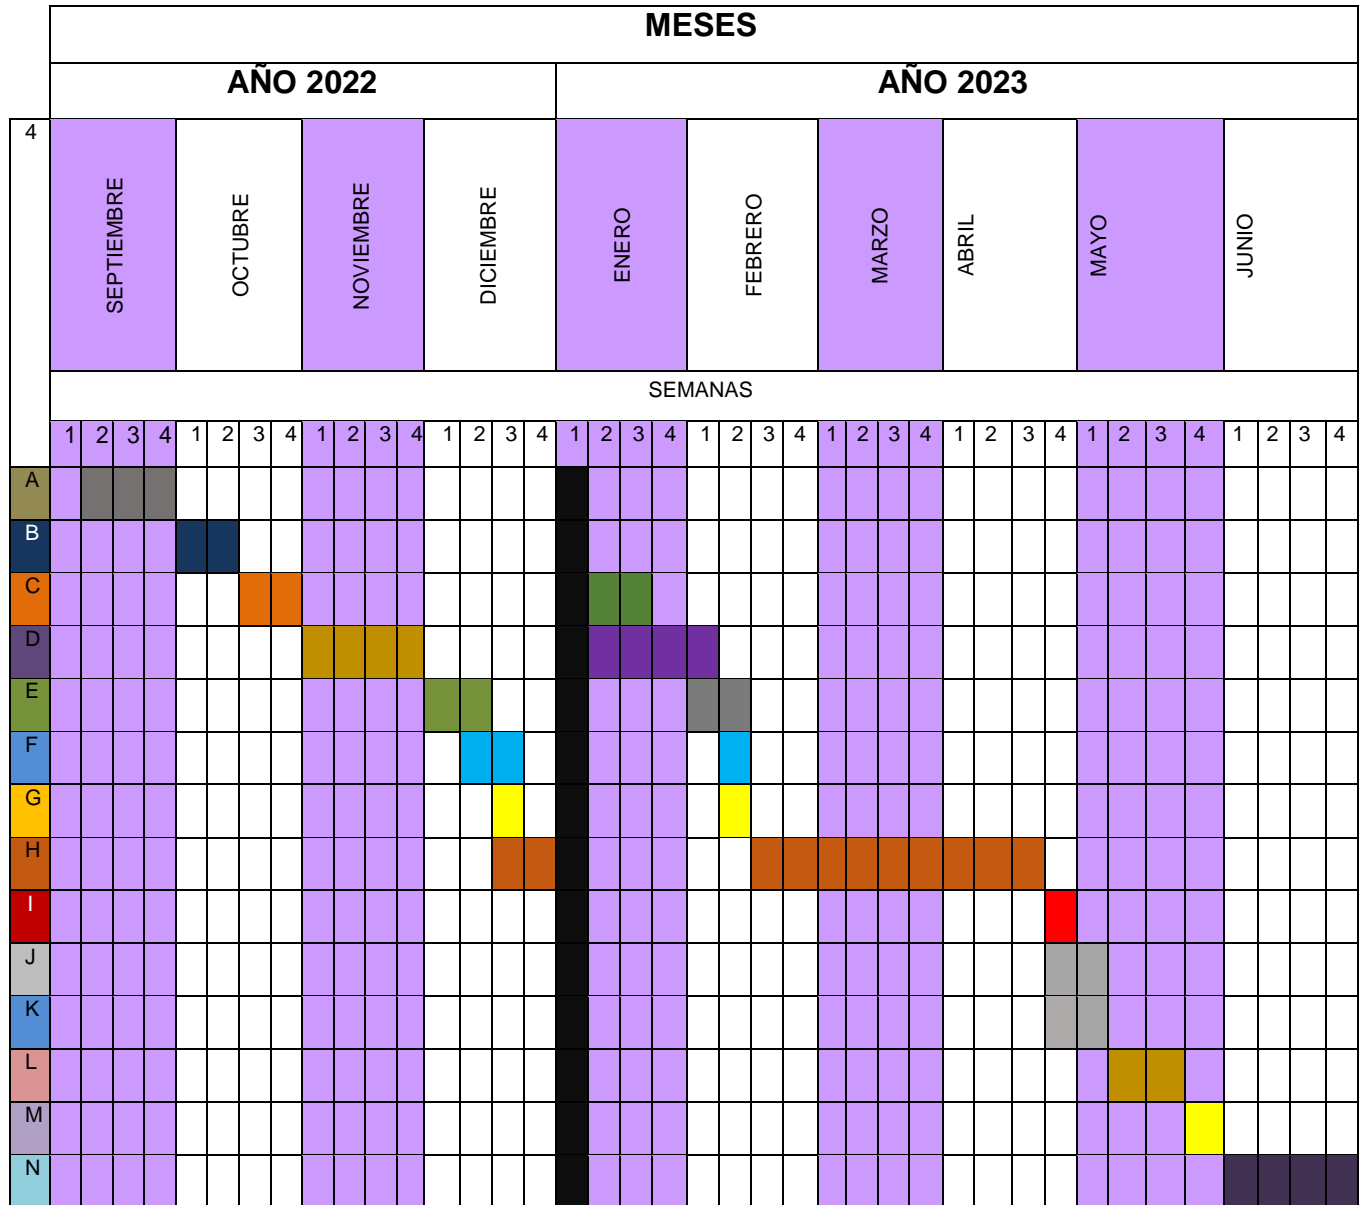 MESES
AÑO 2022 AÑO 2023
4 SEPTIEMBRE OCTUBRE NOVIEMBRE DICIEMBRE ENERO FEBRERO MARZO ABRIL MAYO JUNIO
SEMANAS
1 2 3 4 1 2 3 4 1 2 3 4 1 2 3 4 1 2 3 4 1 2 3 4 1 2 3 4 1 2 3 4 1 2 3 4 1 2 3 4
A
B
C
D
E
F
G
H
I
J
K
L
M
N